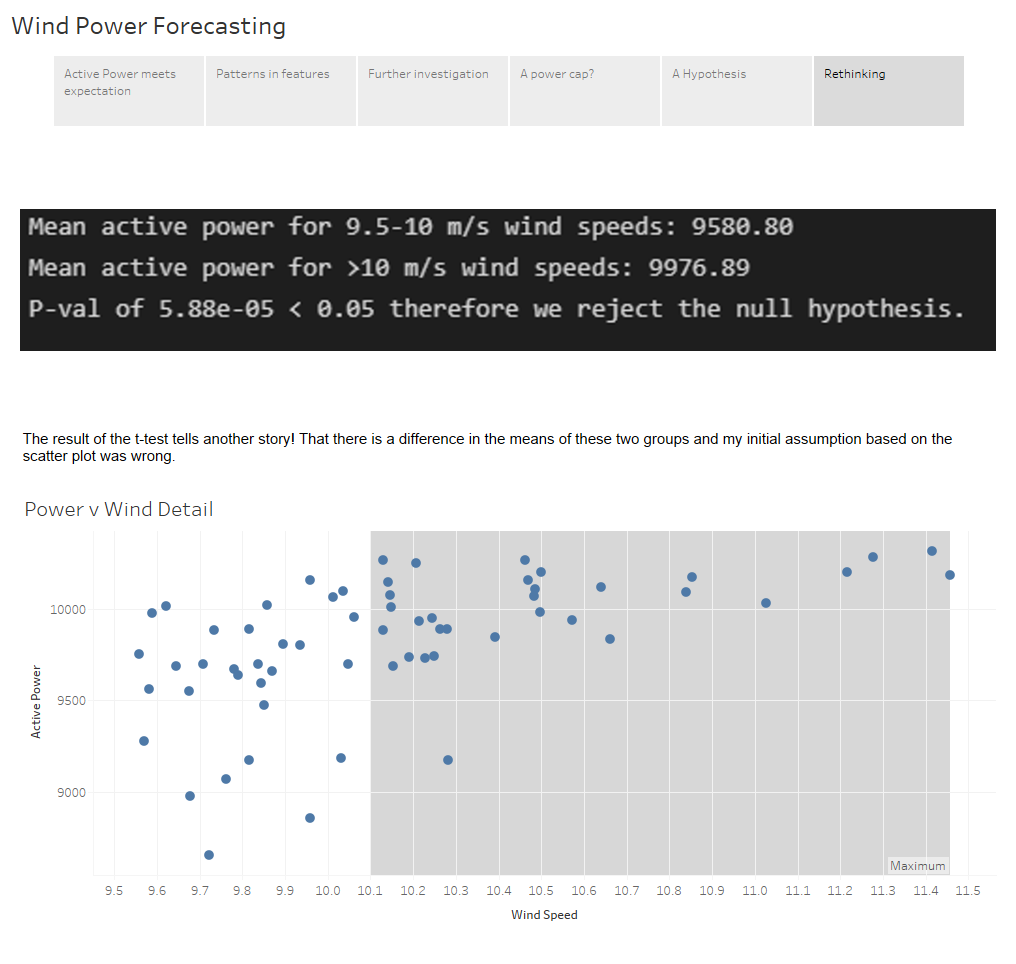 Wind Power Forecasting
Active Power meets
expectation
Patterns in features
Further investigation
A power cap?
A Hypothesis
Rethinking
Mean active power for 9.5-10 m/s wind speeds: 9580.80
Mean active power for >10 m/s wind speeds: 9976.89
P-val of 5.88e-05 < 0.05 therefore we reject the null hypothesis.
The result of the t-test tells another story! That there is a difference in the means of these two groups and my initial assumption based on the
scatter plot was wrong.
Power v Wind Detail
10000
9500
9000
Active Power
Maximum
9.5 9.6 9.7 9.8 9.9 10.0 10.1 10.2 10.3 10.4 10.5 10.6 10.7 10.8 10.9 11.0 11.1 11.2 11.3 11.4 11.5
Wind Speed